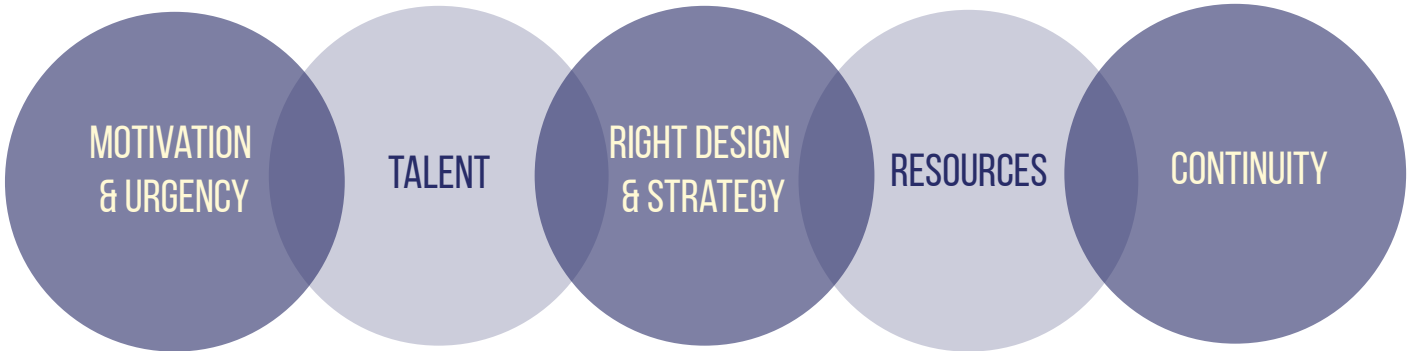 MOTIVATION
& URGENCY
TALENT
RIGHT DESIGN
& STRATEGY
RESOURCES
CONTINUITY